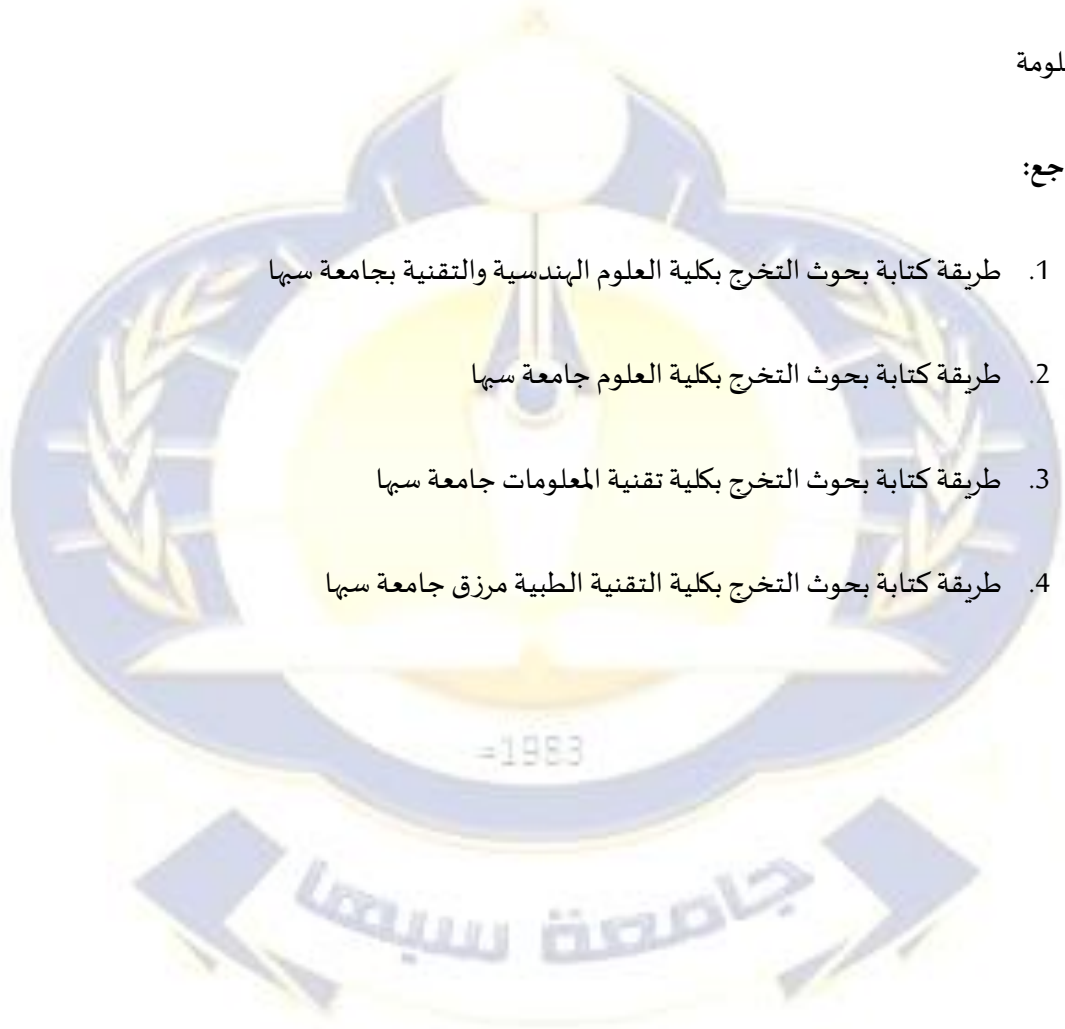 لومة
جع:
1. طريقة كتابة بحوث التخرج بكلية العلوم الهندسية والتقنية بجامعة سبها
2. طريقة كتابة بحوث التخرج بكلية العلوم جامعة سبها
3. طريقة كتابة بحوث التخرج بكلية تقنية المعلومات جامعة سبها
4. طريقة كتابة بحوث التخرج بكلية التقنية الطبية مرزق جامعة سبها
1983-
جامعة سبها